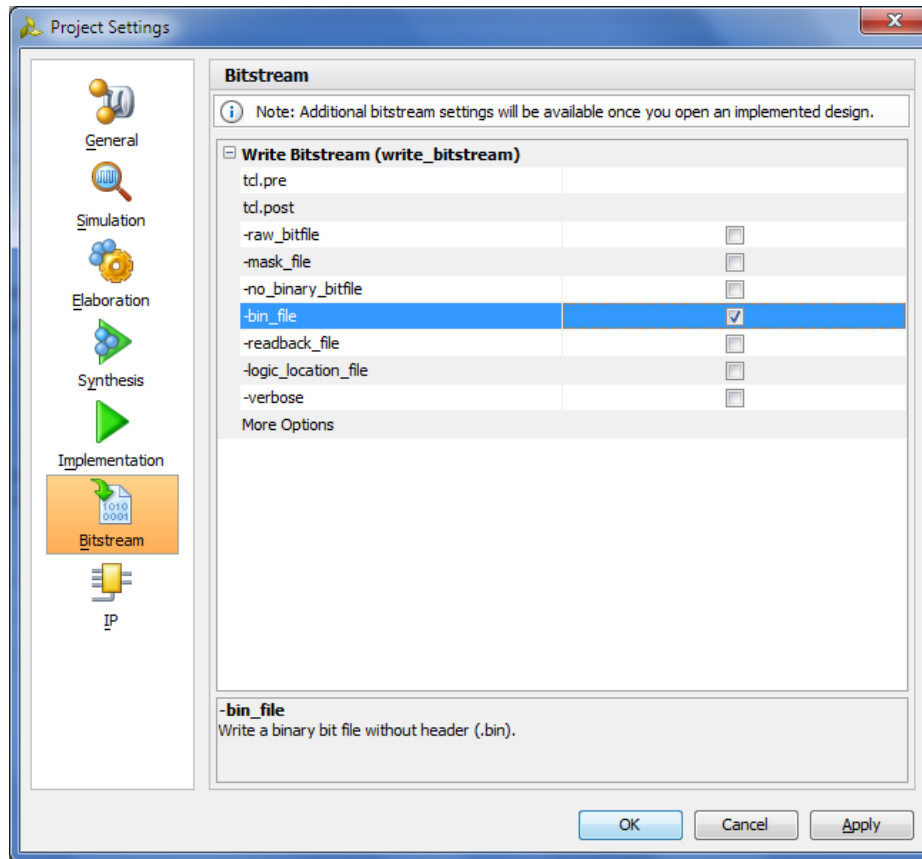 Project Settings
General
Simulation
Elaboration
Synthesis
Implementation
1010
0001
Bitstream
IP
Bitstream
Note: Additional bitstream settings will be available once you open an implemented design.
Write Bitstream (write_bitstream)
tcl.pre
tcl.post
-raw_bitfile
-mask_file
-no_binary_bitfile
-bin_file
-readback_file
-logic_location_file
-verbose
More Options
-bin_file
Write a binary bit file without header (.bin).
OK
Cancel
Apply